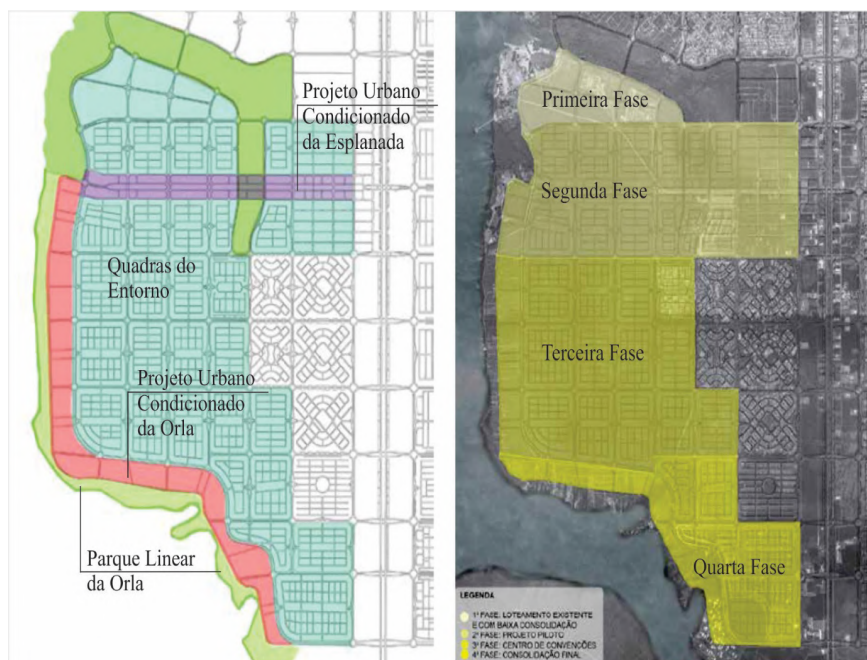 Projeto Urbano
Condicionado
da Esplanada
Quadras do
Entorno
Projeto Urbano
Condicionado
da Orla
Parque Linear
da Orla
Primeira Fase
Segunda Fase
Terceira Fase
Quarta Fase
LEGENDA
1ª FASE: LOTEAMENTO EXISTENTE
E COM BAIXA CONSOLIDAÇÃO
2ª FASE: PROJETO PILOTO
3ª FASE: CENTRO DE CONVENÇÕES
4ª FASE: CONSOLIDAÇÃO FINAL